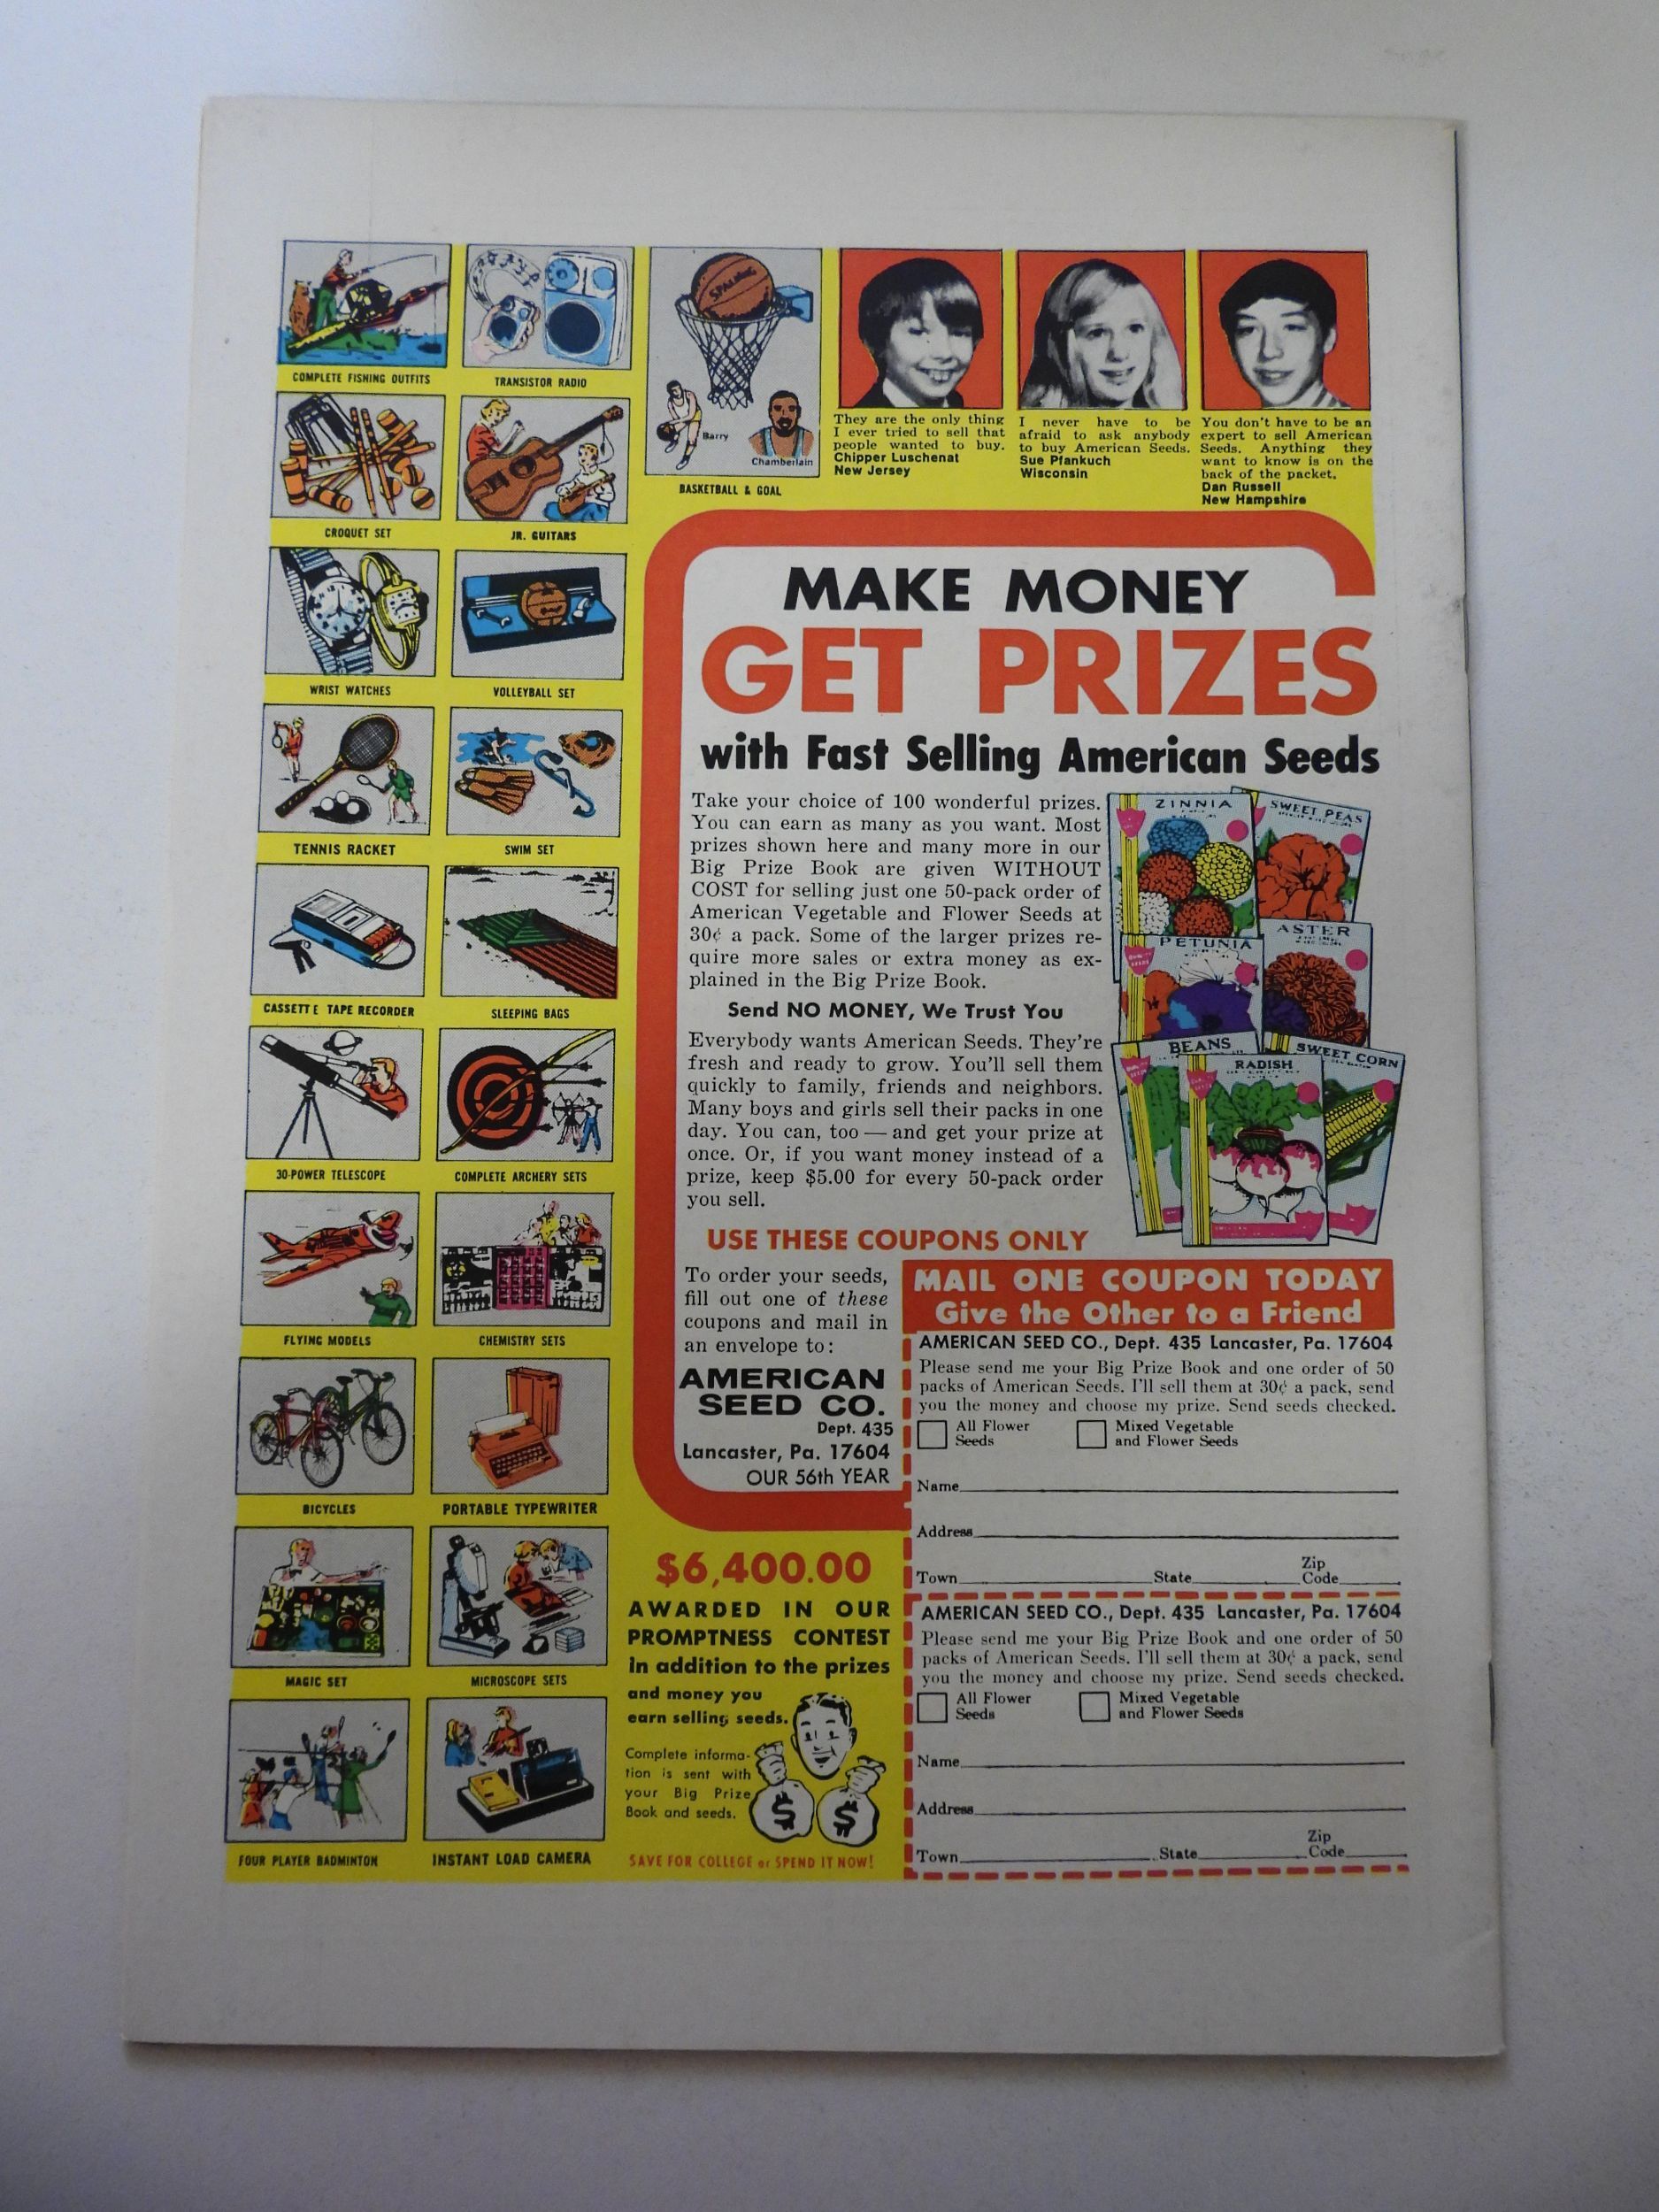 COMPLETE FISHING OUTFITS
TRANSISTOR RADIO
CROQUET SET
JR. GUITARS
WRIST WATCHES
VOLLEYBALL SET
TENNIS RACKET
SWIM SET
CASSETTE TAPE RECORDER
SLEEPING BAGS
30-POWER TELESCOPE
COMPLETE ARCHERY SETS
FLYING MODELS
CHEMISTRY SETS
BICYCLES
PORTABLE TYPEWRITER
MAGIC SET
MICROSCOPE SETS
FOUR PLAYER BADMINTON
INSTANT LOAD CAMERA
SPALDING
Barry
Chamberlain
BASKETBALL & GOAL
They are the only thing
I ever tried to sell that
people wanted to buy.
Chipper Luschenat
New Jersey
I never have to be
afraid to ask anybody
to buy American Seeds.
Sue Pfankuch
Wisconsin
You don't have to be an
expert to sell American
Seeds. Anything they
want to know is on the
back of the packet.
Dan Russell
New Hampshire
MAKE MONEY
GET PRIZES
with Fast Selling American Seeds
Take your choice of 100 wonderful prizes.
You can earn as many as you want. Most
prizes shown here and many more in our
Big Prize Book are given WITHOUT
COST for selling just one 50-pack order of
American Vegetable and Flower Seeds at
30¢ a pack. Some of the larger prizes re-
quire more sales or extra money as ex-
plained in the Big Prize Book.
Send NO MONEY, We Trust You
Everybody wants American Seeds. They're
fresh and ready to grow. You'll sell them
quickly to family, friends and neighbors.
Many boys and girls sell their packs in one
day. You can, too — and get your prize at
once. Or, if you want money instead of a
prize, keep $5.00 for every 50-pack order
you sell.
ZINNIA
SWEET PEAS
PETUNIA
ASTER
BEANS
RADISH
SWEET CORN
USE THESE COUPONS ONLY
To order your seeds,
fill out one of these
coupons and mail in
an envelope to:
AMERICAN
SEED CO.
Dept. 435
Lancaster, Pa. 17604
OUR 56th YEAR
MAIL ONE COUPON TODAY
Give the Other to a Friend
AMERICAN SEED CO., Dept. 435 Lancaster, Pa. 17604
Please send me your Big Prize Book and one order of 50
packs of American Seeds. I'll sell them at 30¢ a pack, send
you the money and choose my prize. Send seeds checked.
All Flower
Seeds
Mixed Vegetable
and Flower Seeds
Name
Address
Town State Zip
Code
AMERICAN SEED CO., Dept. 435 Lancaster, Pa. 17604
Please send me your Big Prize Book and one order of 50
packs of American Seeds. I'll sell them at 30¢ a pack, send
you the money and choose my prize. Send seeds checked.
All Flower
Seeds
Mixed Vegetable
and Flower Seeds
Name
Address
Town State Zip
Code
$6,400.00
AWARDED IN OUR
PROMPTNESS CONTEST
in addition to the prizes
and money you
earn selling seeds.
Complete informa-
tion is sent with
your Big Prize
Book and seeds.
$ $
SAVE FOR COLLEGE or SPEND IT NOW!